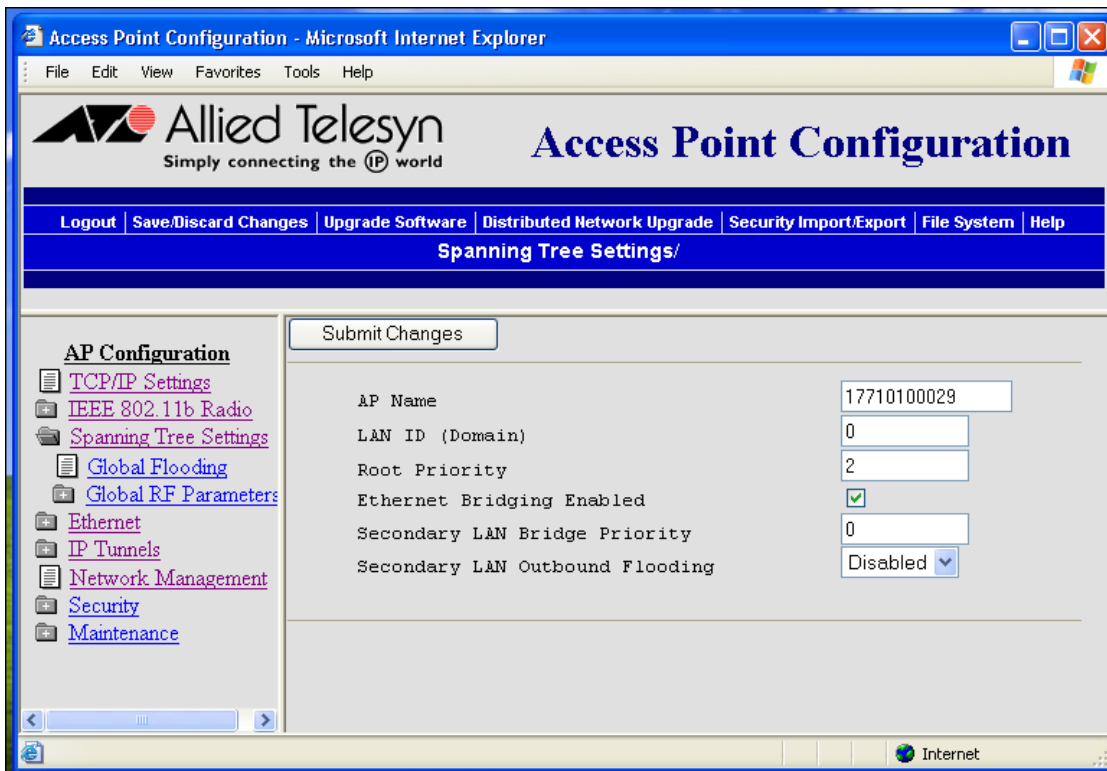 Access Point Configuration - Microsoft Internet Explorer
File Edit View Favorites Tools Help
Allied Telesyn
Simply connecting the IP world
Access Point Configuration
Logout | Save/Discard Changes | Upgrade Software | Distributed Network Upgrade | Security Import/Export | File System | Help
Spanning Tree Settings/
AP Configuration
TCP/IP Settings
IEEE 802.11b Radio
Spanning Tree Settings
Global Flooding
Global RF Parameters
Ethernet
IP Tunnels
Network Management
Security
Maintenance
Submit Changes
AP Name 17710100029
LAN ID (Domain) 0
Root Priority 2
Ethernet Bridging Enabled
Secondary LAN Bridge Priority 0
Secondary LAN Outbound Flooding Disabled
Internet